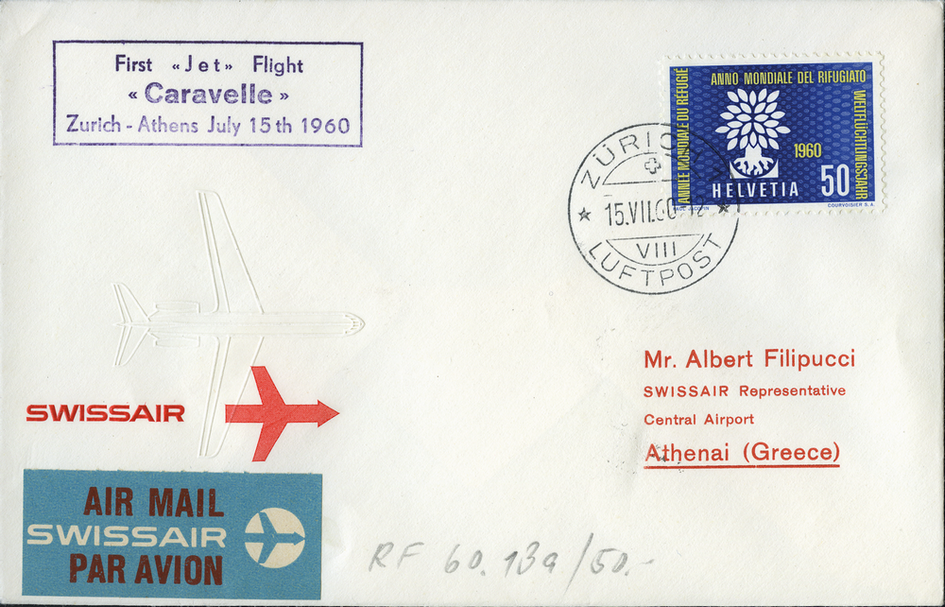 First «Jet» Flight
«Caravelle»
Zurich - Athens July 15th 1960
ANNÉE MONDIALE DU RÉFUGIÉ
ANNO MONDIALE DEL RIFUGIATO
WELTFLÜCHTLINGSJAHR
1960
HELVETIA 50
COURVOISIER S.A.
ZÜRICH
15.VII.60
VIII
LUFTPOST
Mr. Albert Filipucci
SWISSAIR Representative
Central Airport
Athenai (Greece)
SWISSAIR
AIR MAIL
SWISSAIR
PAR AVION
RF 60.13a/50.-